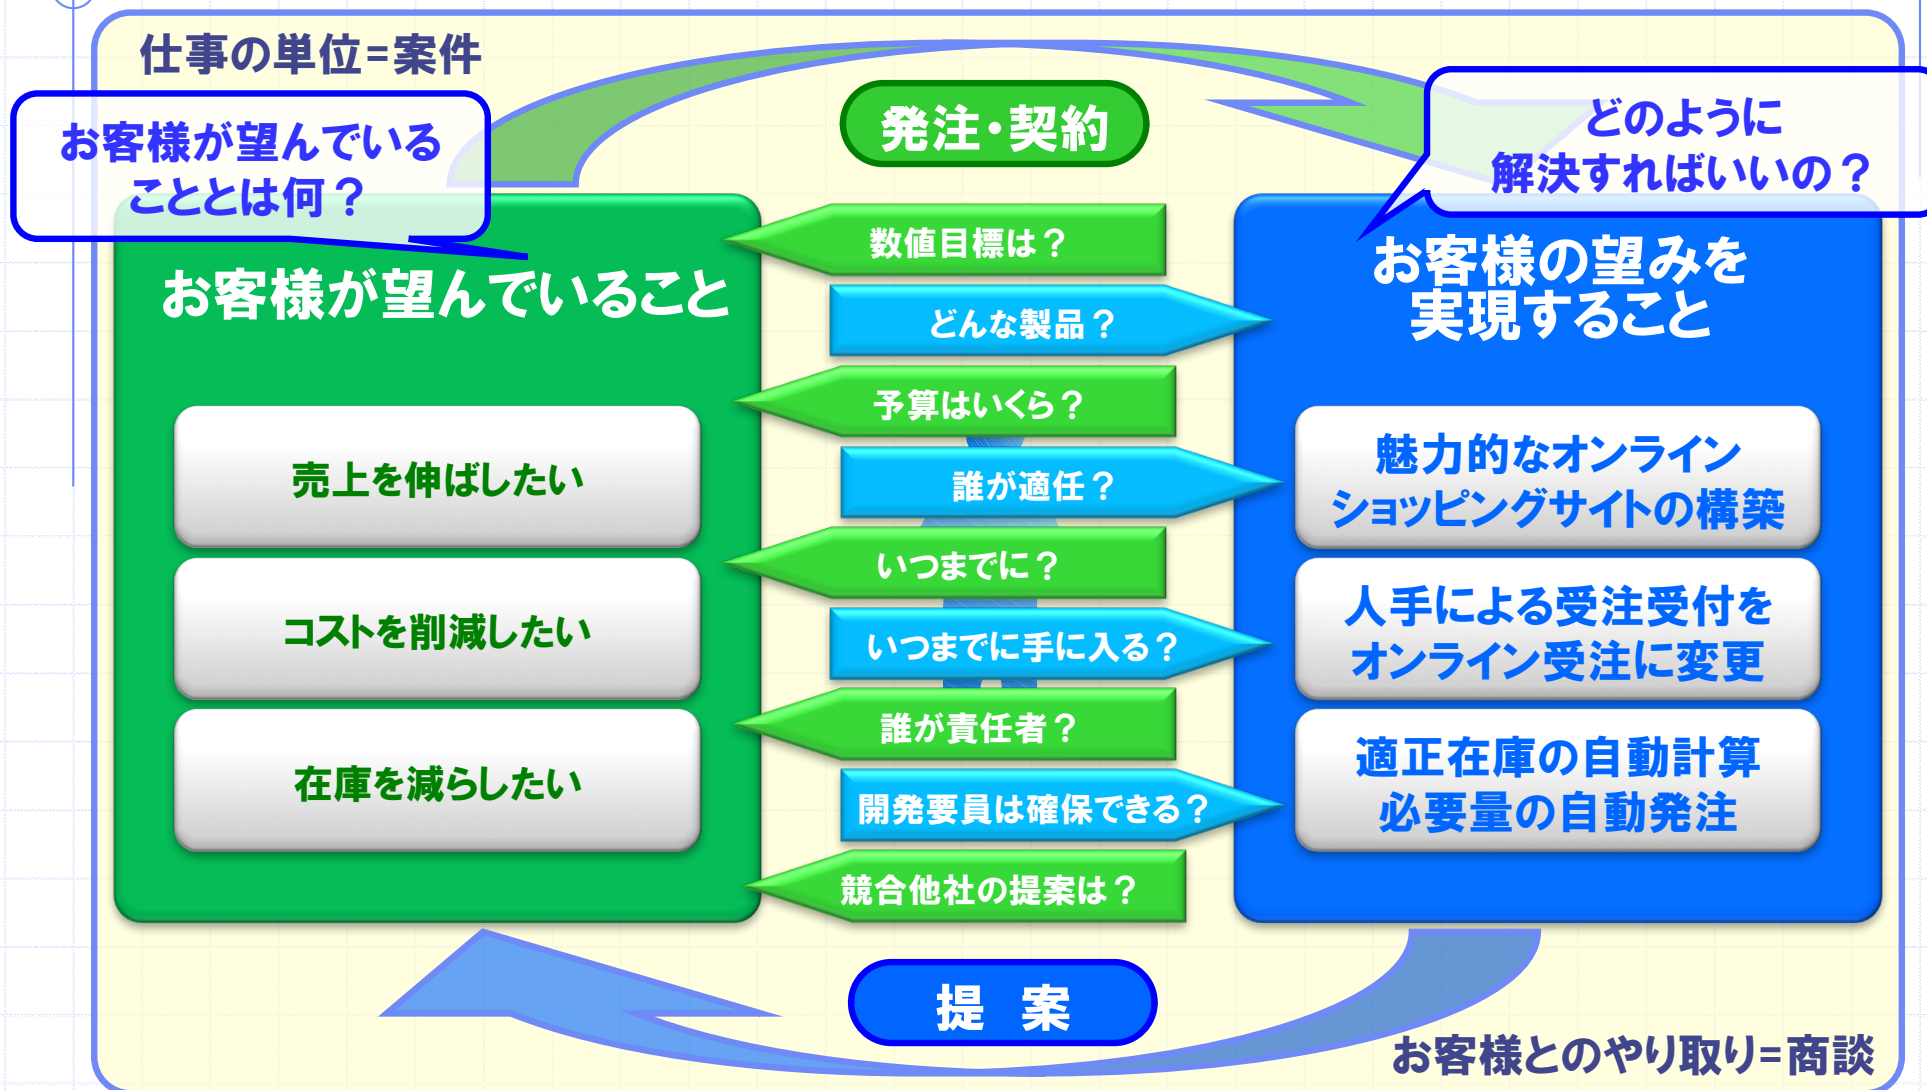 仕事の単位=案件
お客様が望んでいる
こととは何？
発注・契約
どのように
解決すればいいの？
お客様が望んでいること
売上を伸ばしたい
コストを削減したい
在庫を減らしたい
数値目標は？
どんな製品？
予算はいくら？
誰が適任？
いつまでに？
いつまでに手に入る？
誰が責任者？
開発要員は確保できる？
競合他社の提案は？
お客様の望みを
実現すること
魅力的なオンライン
ショッピングサイトの構築
人手による受注受付を
オンライン受注に変更
適正在庫の自動計算
必要量の自動発注
提　案
お客様とのやり取り=商談